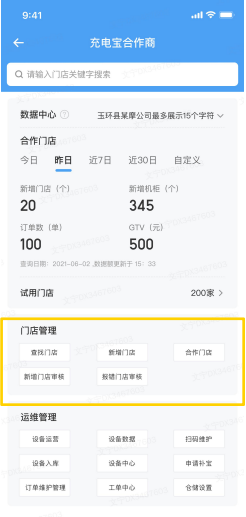 9:41
充电宝合作商
请输入门店关键字搜索
数据中心 玉环县某摩公司最多展示15个字符
合作门店
今日 昨日 近7日 近30日 自定义
新增门店（个） 新增机柜（个）
20 345
订单数（单） GTV（元）
100 500
查询日期：2021-06-02 ,数据额更新于 15：33
试用门店 200家
门店管理
查找门店 新增门店 合作门店
新增门店审核 报错门店审核
运维管理
设备运营 设备数据 扫码维护
设备入库 设备中心 申请补宝
订单维护管理 工单中心 仓储设置